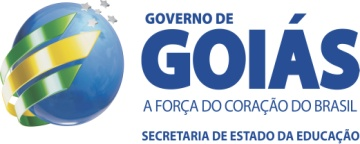 GOVERNO DE
GOIÁS
A FORÇA DO CORAÇÃO DO BRASIL
SECRETARIA DE ESTADO DA EDUCAÇÃO